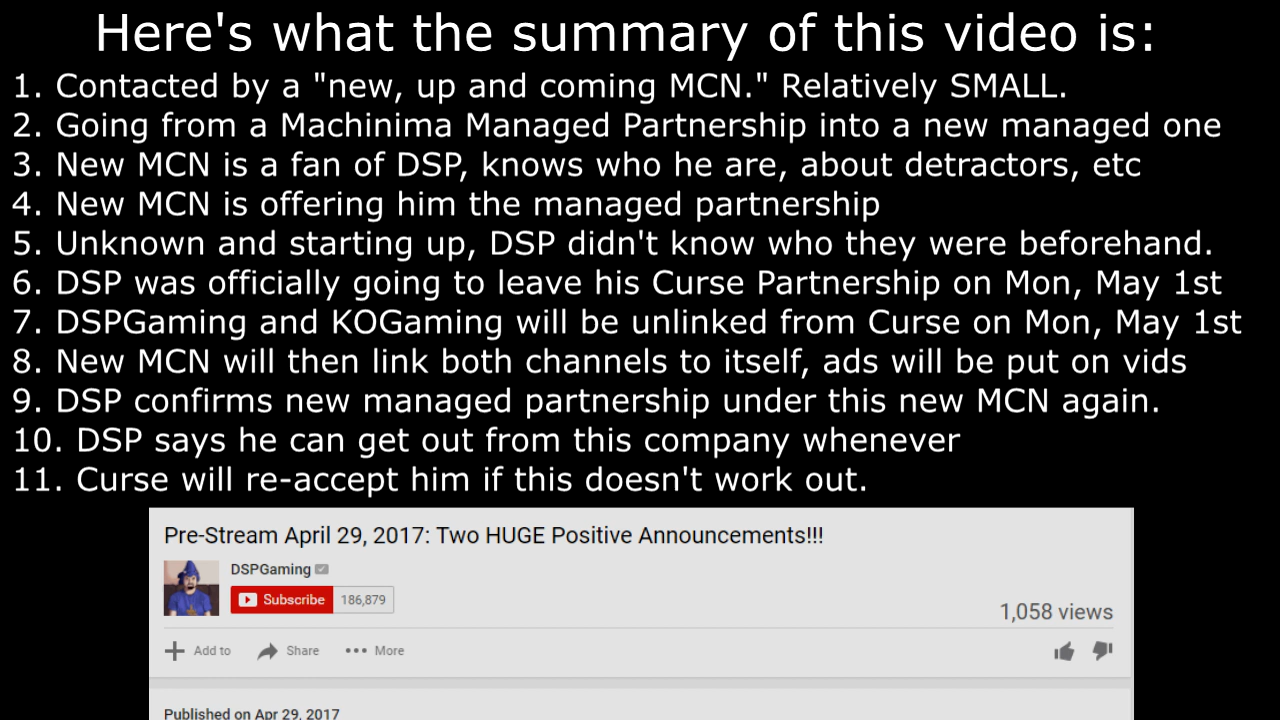 Here's what the summary of this video is:
1. Contacted by a "new, up and coming MCN." Relatively SMALL.
2. Going from a Machinima Managed Partnership into a new managed one
3. New MCN is a fan of DSP, knows who he are, about detractors, etc
4. New MCN is offering him the managed partnership
5. Unknown and starting up, DSP didn't know who they were beforehand.
6. DSP was officially going to leave his Curse Partnership on Mon, May 1st
7. DSPGaming and KOGaming will be unlinked from Curse on Mon, May 1st
8. New MCN will then link both channels to itself, ads will be put on vids
9. DSP confirms new managed partnership under this new MCN again.
10. DSP says he can get out from this company whenever
11. Curse will re-accept him if this doesn't work out.
Pre-Stream April 29, 2017: Two HUGE Positive Announcements!!!
DSPGaming
Subscribe 186,879
1,058 views
Add to Share More
Published on Apr 29, 2017